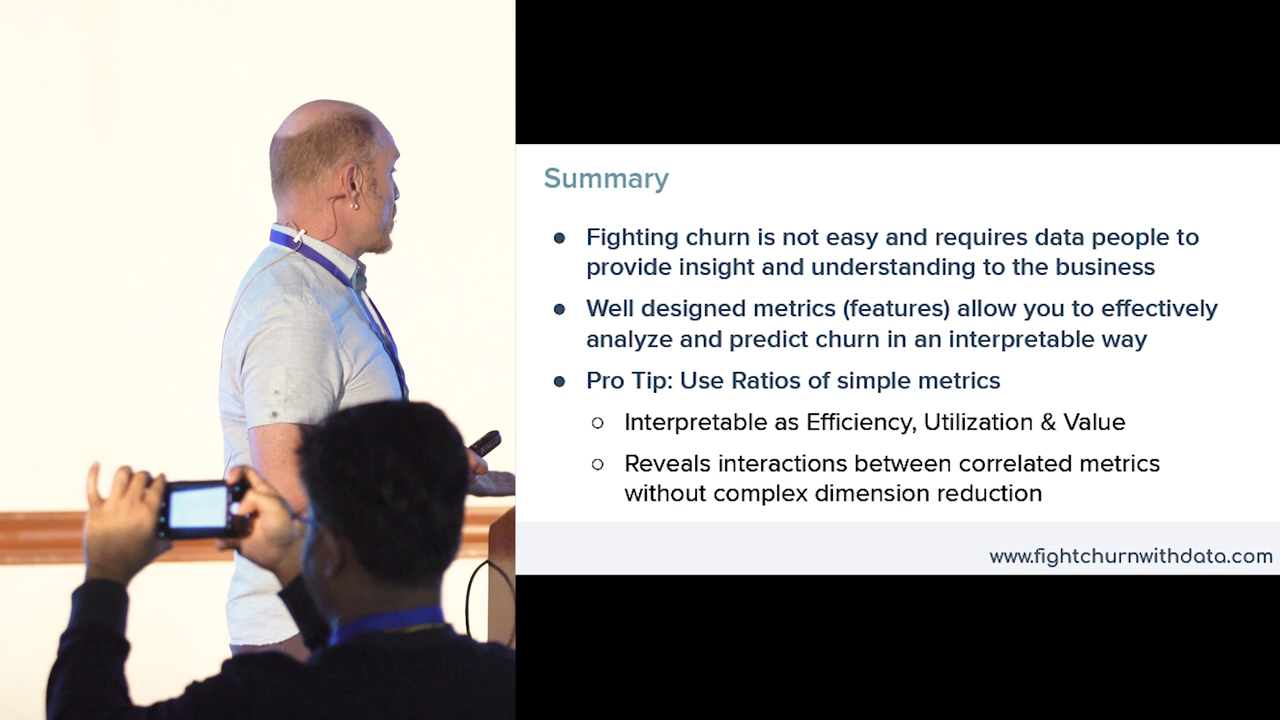 Summary
● Fighting churn is not easy and requires data people to
provide insight and understanding to the business
● Well designed metrics (features) allow you to effectively
analyze and predict churn in an interpretable way
● Pro Tip: Use Ratios of simple metrics
○ Interpretable as Efficiency, Utilization & Value
○ Reveals interactions between correlated metrics
without complex dimension reduction
www.fightchurnwithdata.com